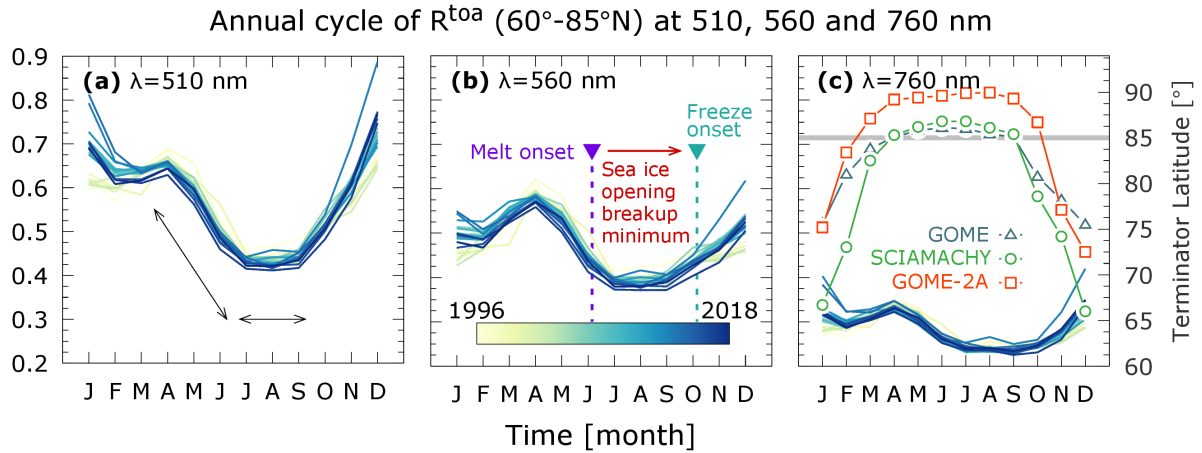 Annual cycle of Rtoa (60°-85°N) at 510, 560 and 760 nm
(a) λ=510 nm
0.9
0.8
0.7
0.6
0.5
0.4
0.3
0.2
J F M A M J J A S O N D
(b) λ=560 nm
Melt onset
Freeze
onset
Sea ice
opening
breakup
minimum
1996
2018
J F M A M J J A S O N D
(c) λ=760 nm
GOME
SCIAMACHY
GOME-2A
90
85
80
75
70
65
60
Terminator Latitude [°]
J F M A M J J A S O N D
Time [month]